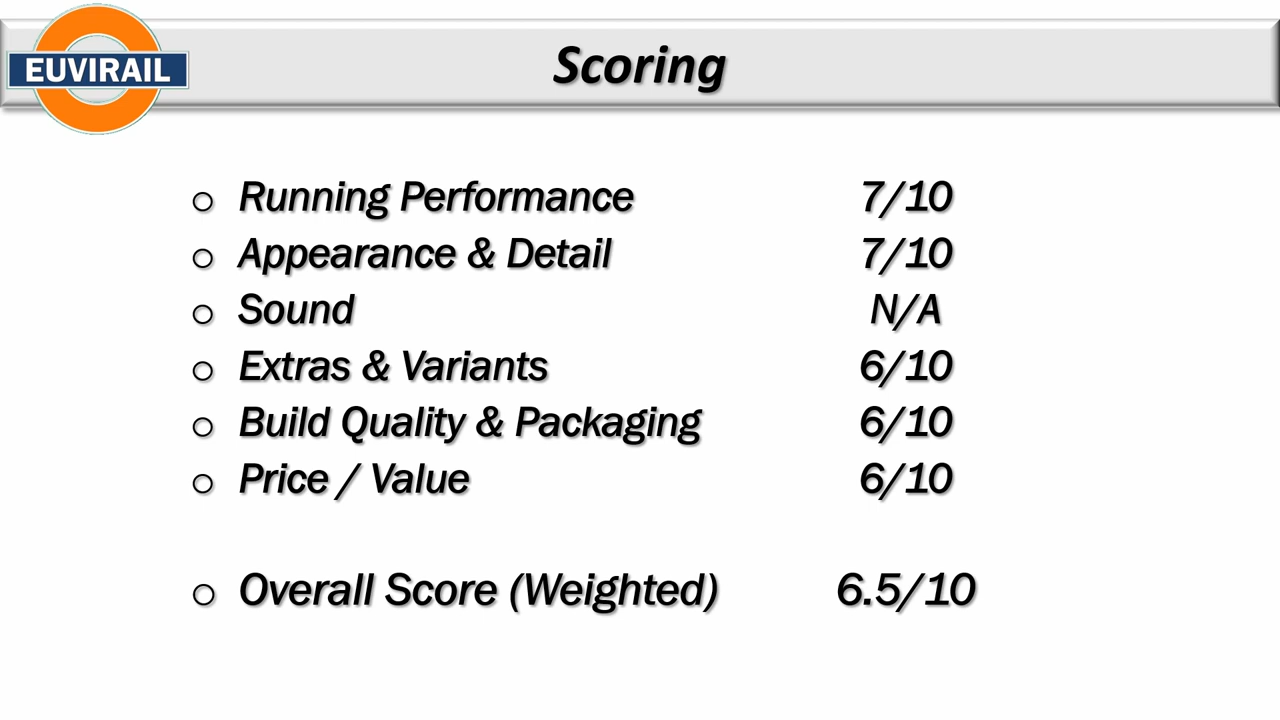 EUVIRAIL
Scoring
Running Performance 7/10
Appearance & Detail 7/10
Sound N/A
Extras & Variants 6/10
Build Quality & Packaging 6/10
Price / Value 6/10
Overall Score (Weighted) 6.5/10